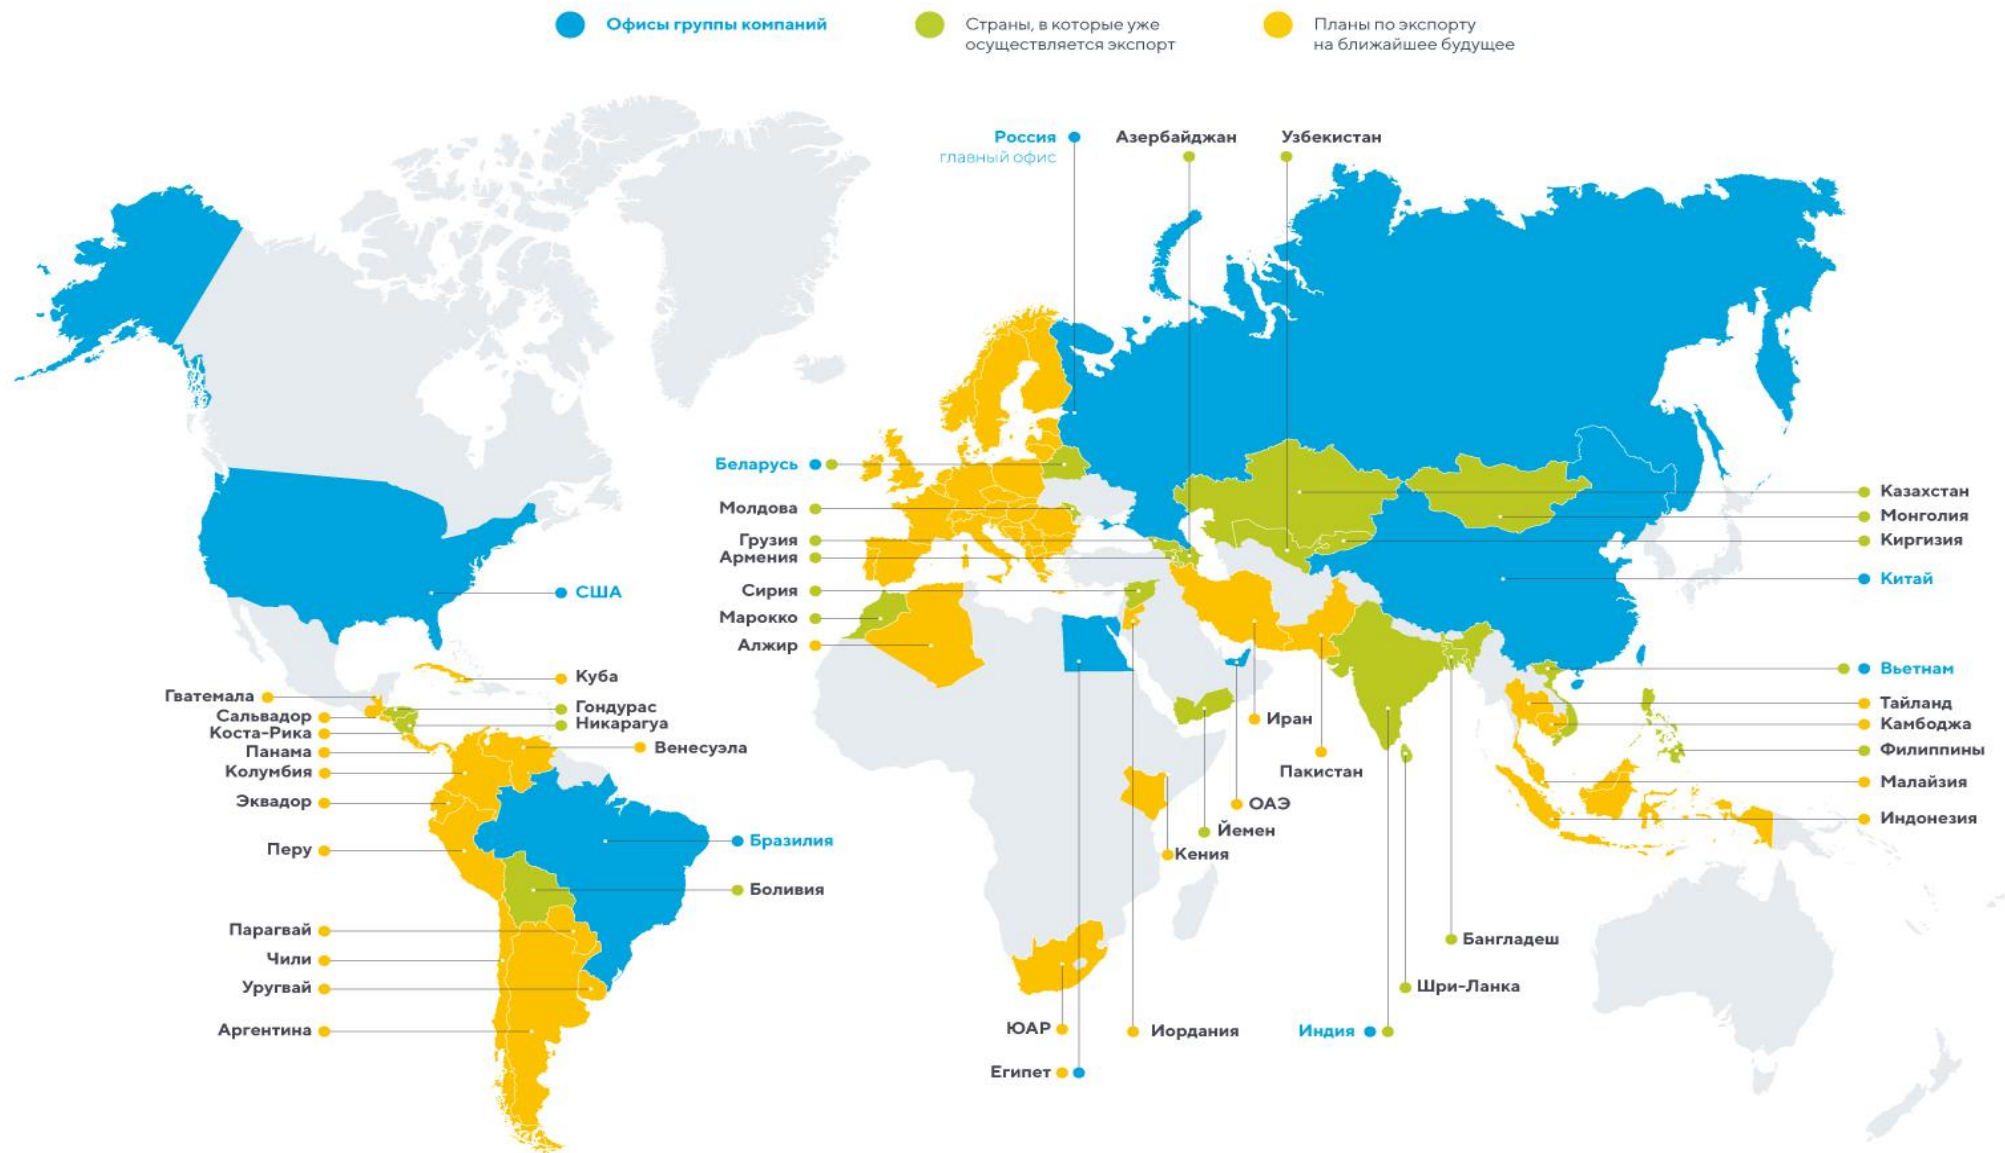 Офисы группы компаний
Страны, в которые уже
осуществляется экспорт
Планы по экспорту
на ближайшее будущее
Россия
главный офис
Азербайджан
Узбекистан
Беларусь
Молдова
Грузия
Армения
Сирия
Марокко
Алжир
США
Куба
Гватемала
Гондурас
Сальвадор
Никарагуа
Коста-Рика
Панама
Венесуэла
Колумбия
Эквадор
Перу
Бразилия
Боливия
Парагвай
Чили
Уругвай
Аргентина
Казахстан
Монголия
Киргизия
Китай
Вьетнам
Тайланд
Камбоджа
Филиппины
Малайзия
Индонезия
Иран
Пакистан
ОАЭ
Йемен
Кения
Бангладеш
Шри-Ланка
ЮАР
Иордания
Индия
Египет